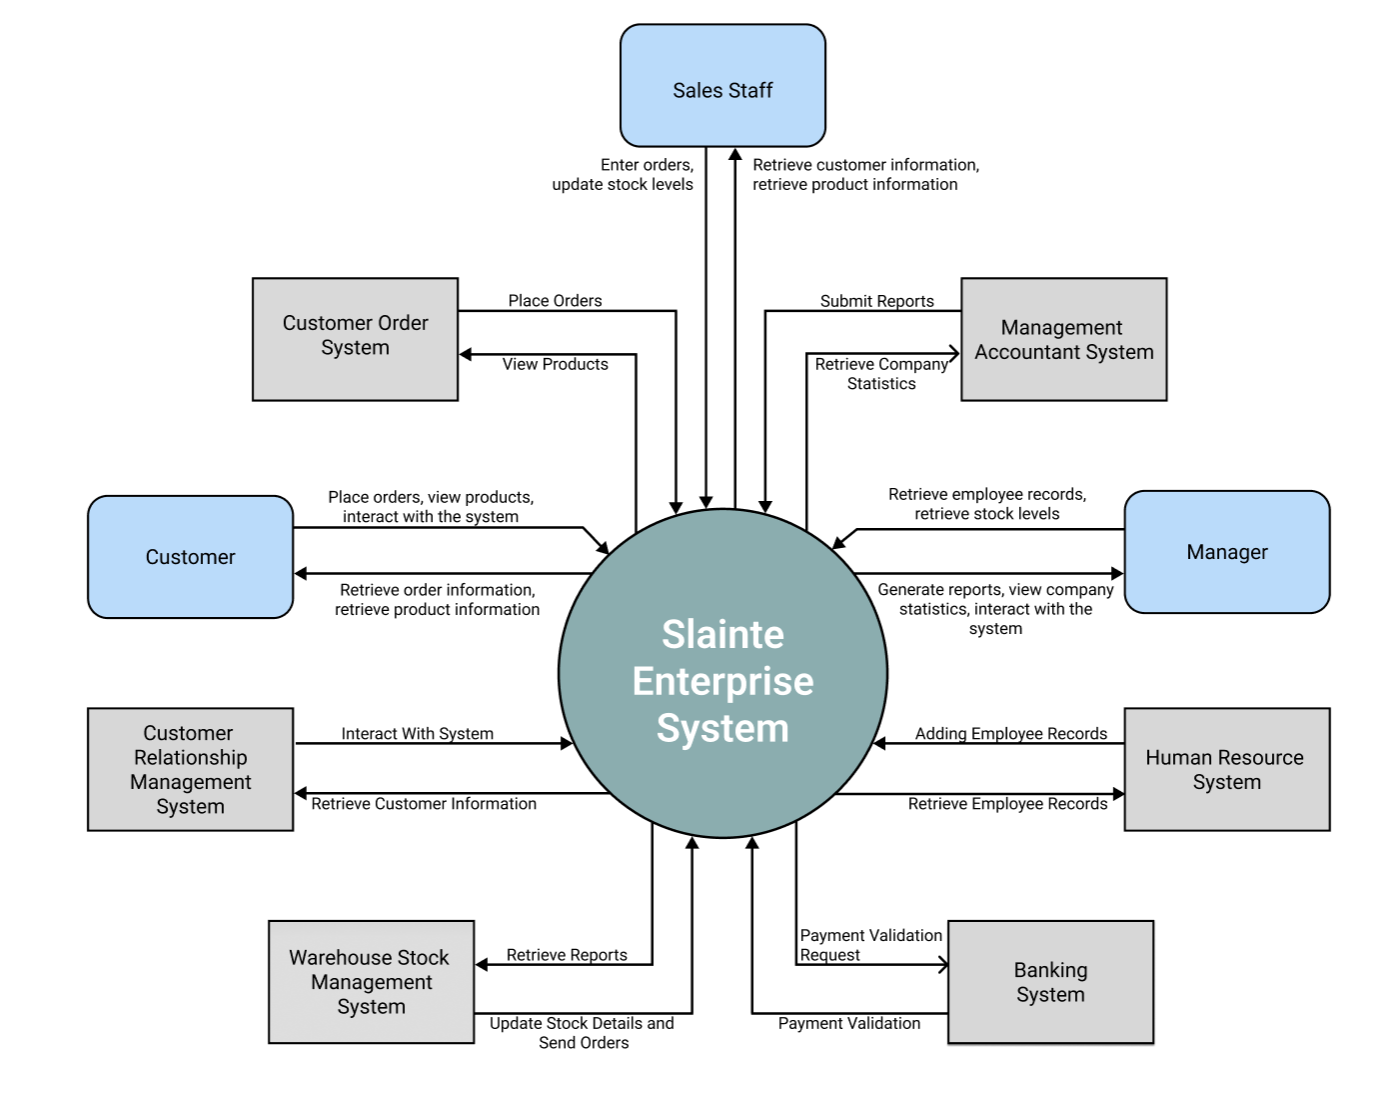 Sales Staff
Enter orders,
update stock levels
Retrieve customer information,
retrieve product information
Customer Order
System
Place Orders
View Products
Submit Reports
Retrieve Company
Statistics
Management
Accountant System
Customer
Place orders, view products,
interact with the system
Retrieve order information,
retrieve product information
Retrieve employee records,
retrieve stock levels
Generate reports, view company
statistics, interact with the
system
Manager
Slainte
Enterprise
System
Customer
Relationship
Management
System
Interact With System
Retrieve Customer Information
Adding Employee Records
Retrieve Employee Records
Human Resource
System
Warehouse Stock
Management
System
Retrieve Reports
Update Stock Details and
Send Orders
Payment Validation
Request
Payment Validation
Banking
System